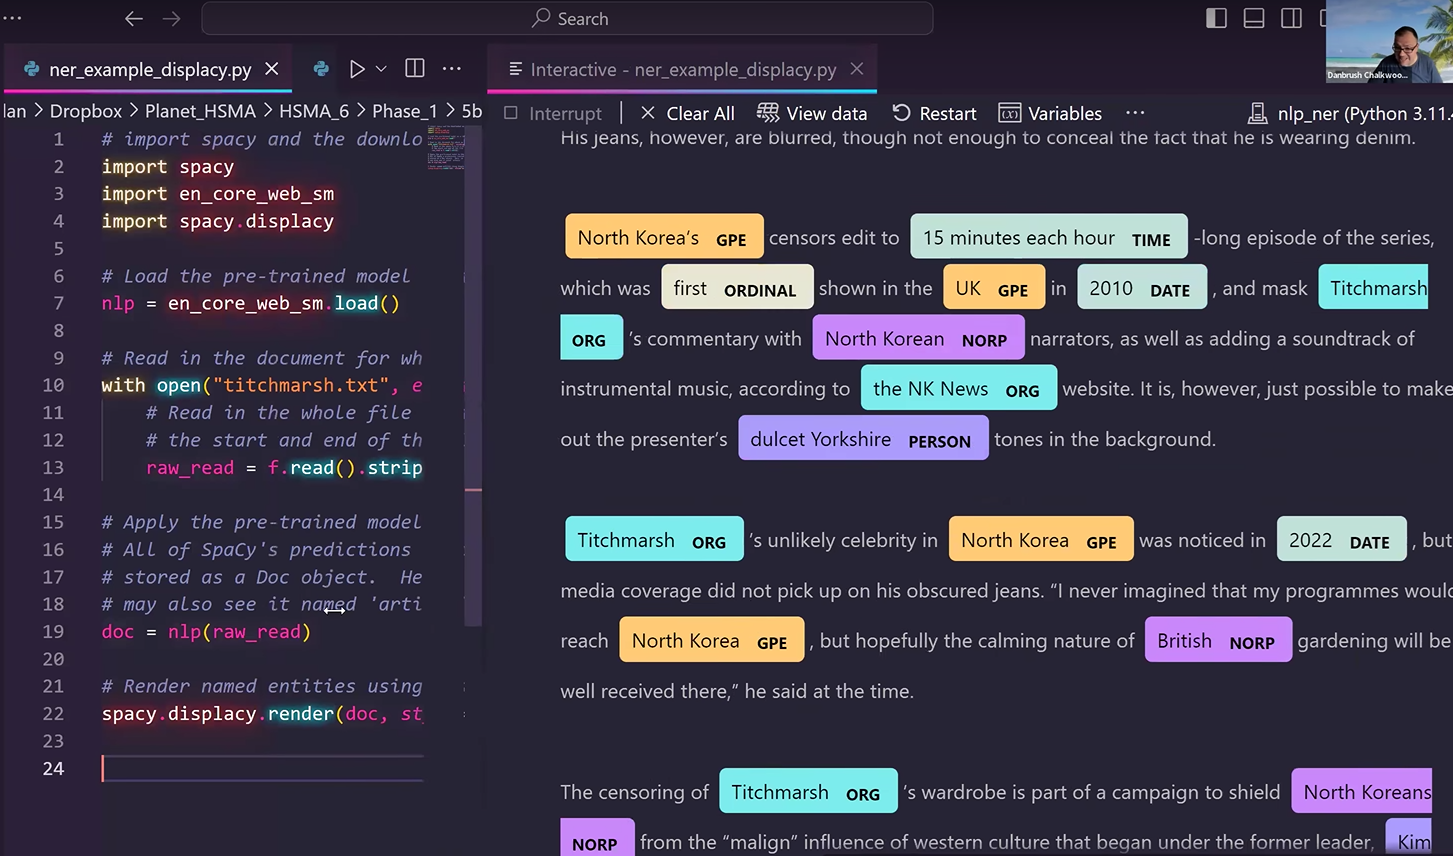 Search
Danbrush Chalkwoo...
ner_example_displacy.py
Interactive - ner_example_displacy.py
lan > Dropbox > Planet_HSMA > HSMA_6 > Phase_1 > 5b
Interrupt | Clear All View data Restart Variables ... nlp_ner (Python 3.11.4
1 # import spacy and the downlo
2 import spacy
3 import en_core_web_sm
4 import spacy.displacy
5
6 # Load the pre-trained model
7 nlp = en_core_web_sm.load()
8
9 # Read in the document for wh
10 with open("titchmarsh.txt", e
11 # Read in the whole file
12 # the start and end of th
13 raw_read = f.read().strip
14
15 # Apply the pre-trained model
16 # All of SpaCy's predictions
17 # stored as a Doc object. He
18 # may also see it named 'arti
19 doc = nlp(raw_read)
20
21 # Render named entities using
22 spacy.displacy.render(doc, st
23
24
His jeans, however, are blurred, though not enough to conceal the fact that he is wearing denim.
North Korea’s GPE censors edit to 15 minutes each hour TIME -long episode of the series,
which was first ORDINAL shown in the UK GPE in 2010 DATE , and mask Titchmarsh
ORG ’s commentary with North Korean NORP narrators, as well as adding a soundtrack of
instrumental music, according to the NK News ORG website. It is, however, just possible to make
out the presenter’s dulcet Yorkshire PERSON tones in the background.
Titchmarsh ORG ’s unlikely celebrity in North Korea GPE was noticed in 2022 DATE , but
media coverage did not pick up on his obscured jeans. “I never imagined that my programmes would
reach North Korea GPE , but hopefully the calming nature of British NORP gardening will be
well received there,” he said at the time.
The censoring of Titchmarsh ORG ’s wardrobe is part of a campaign to shield North Koreans
NORP from the “malign” influence of western culture that began under the former leader, Kim